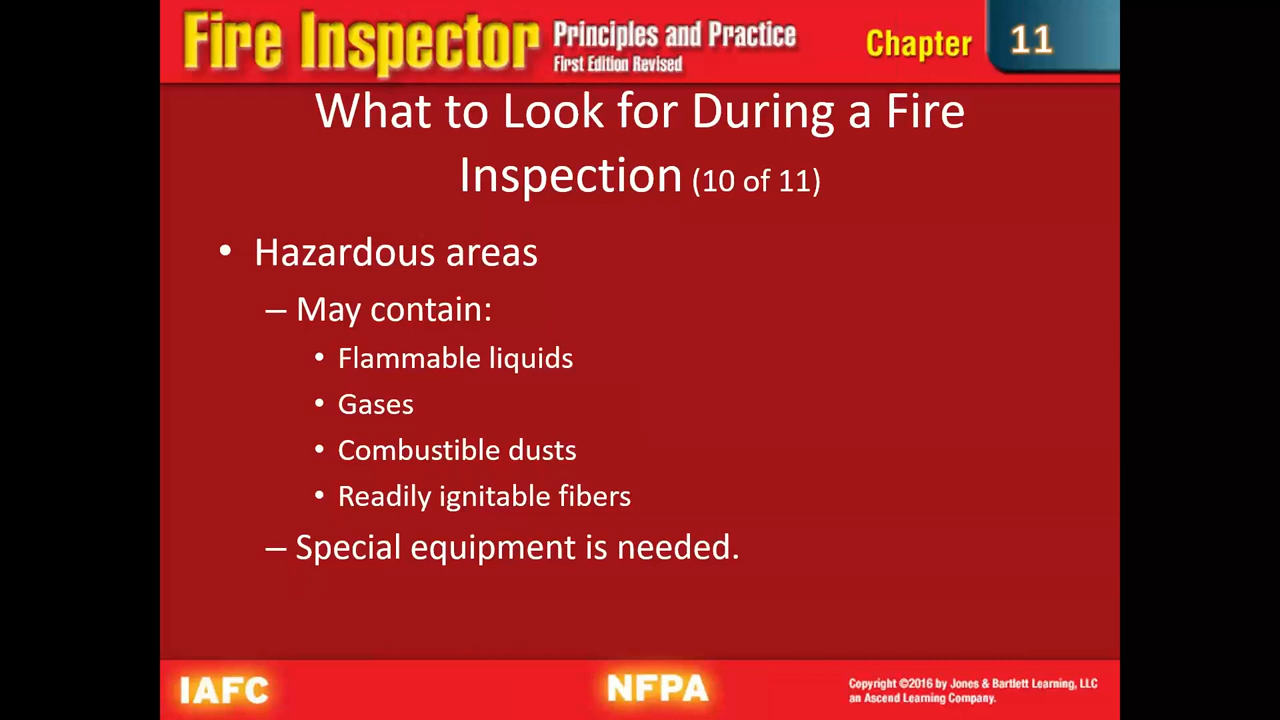 Fire Inspector Principles and Practice
First Edition Revised
Chapter 11
What to Look for During a Fire
Inspection (10 of 11)
• Hazardous areas
– May contain:
• Flammable liquids
• Gases
• Combustible dusts
• Readily ignitable fibers
– Special equipment is needed.
IAFC
NFPA
Copyright ©2016 by Jones & Bartlett Learning, LLC
an Ascend Learning Company.